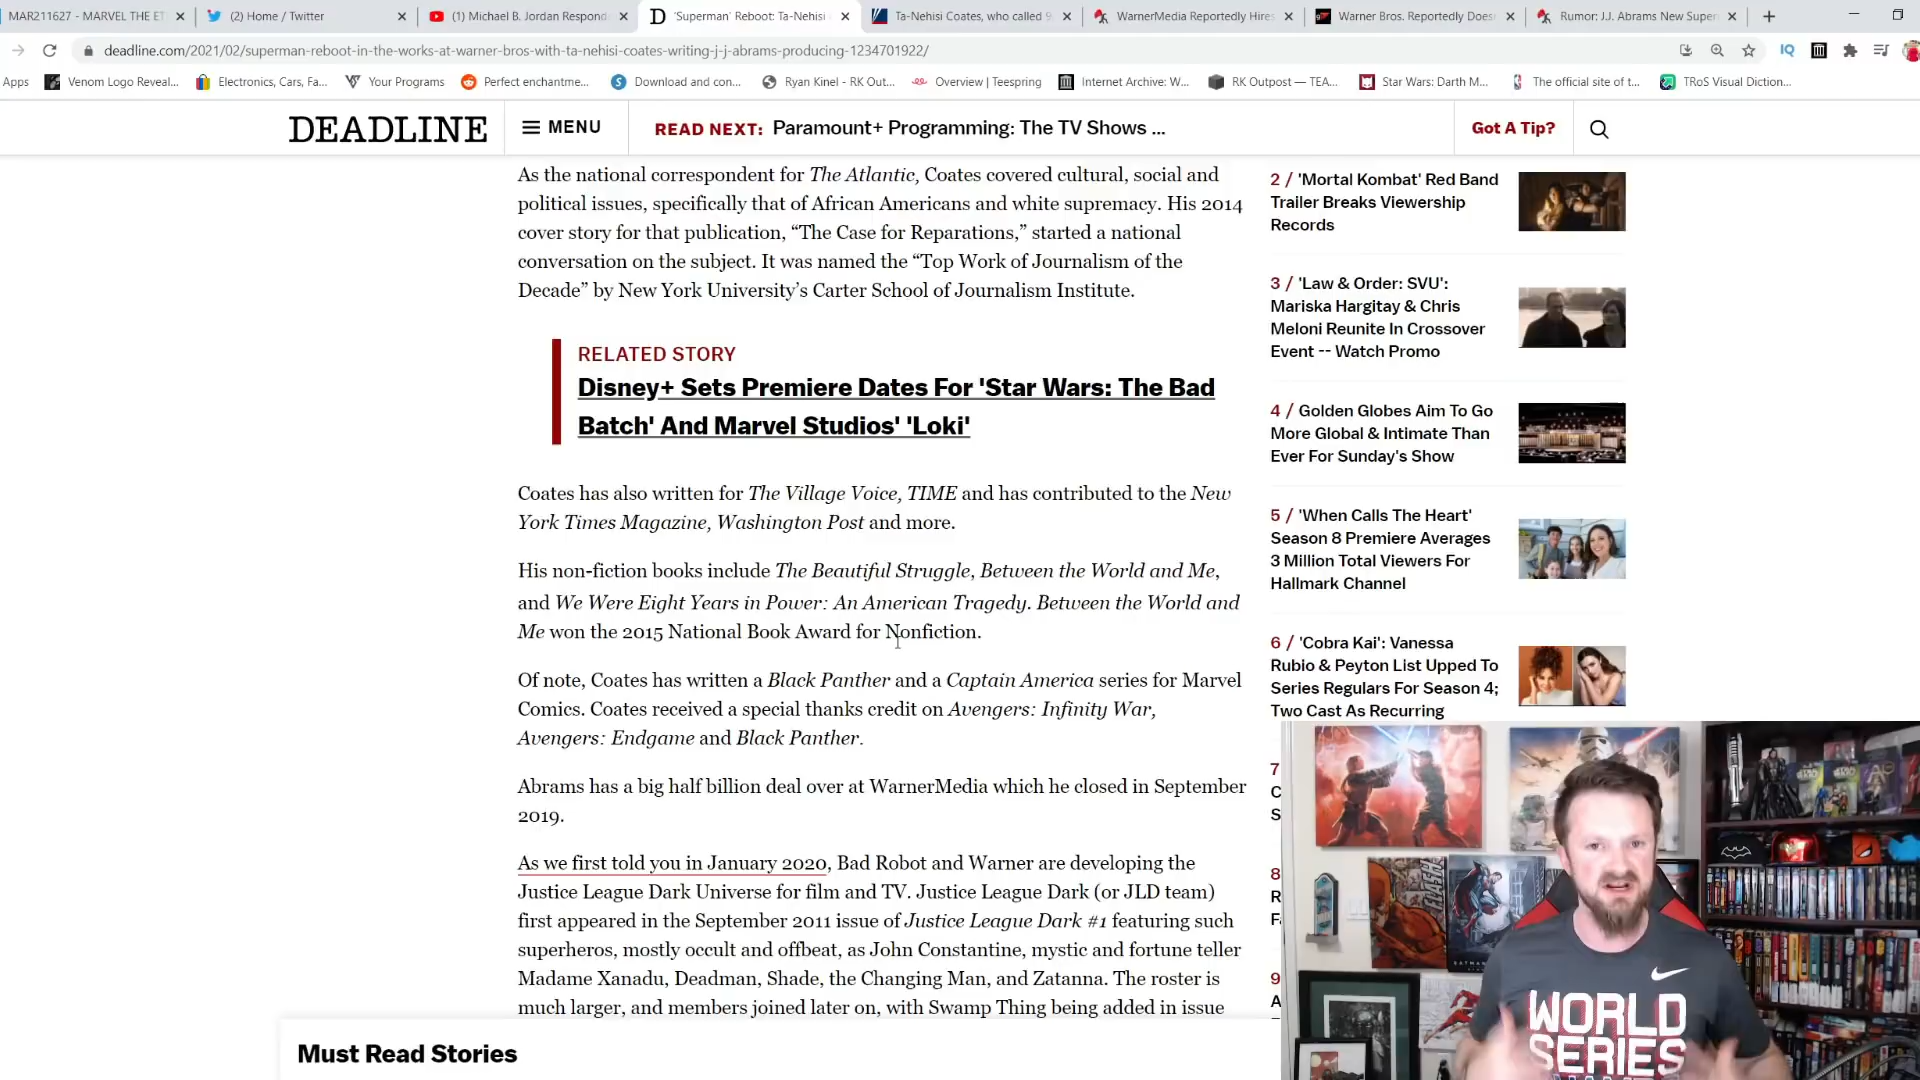 MAR211627 - MARVEL THE ET
(2) Home / Twitter
(1) Michael B. Jordan Respond
'Superman' Reboot: Ta-Nehisi
Ta-Nehisi Coates, who called 9
WarnerMedia Reportedly Hires
Warner Bros. Reportedly Does
Rumor: J.J. Abrams New Super
deadline.com/2021/02/superman-reboot-in-the-works-at-warner-bros-with-ta-nehisi-coates-writing-j-j-abrams-producing-1234701922/
Apps
Venom Logo Reveal...
Electronics, Cars, Fa...
Your Programs
Perfect enchantme...
Download and con...
Ryan Kinel - RK Out...
Overview | Teespring
Internet Archive: W...
RK Outpost — TEA...
Star Wars: Darth M...
The official site of t...
TRoS Visual Diction...
DEADLINE
MENU
READ NEXT: Paramount+ Programming: The TV Shows ...
Got A Tip?
As the national correspondent for The Atlantic, Coates covered cultural, social and
political issues, specifically that of African Americans and white supremacy. His 2014
cover story for that publication, “The Case for Reparations,” started a national
conversation on the subject. It was named the “Top Work of Journalism of the
Decade” by New York University’s Carter School of Journalism Institute.
RELATED STORY
Disney+ Sets Premiere Dates For 'Star Wars: The Bad
Batch' And Marvel Studios' 'Loki'
Coates has also written for The Village Voice, TIME and has contributed to the New
York Times Magazine, Washington Post and more.
His non-fiction books include The Beautiful Struggle, Between the World and Me,
and We Were Eight Years in Power: An American Tragedy. Between the World and
Me won the 2015 National Book Award for Nonfiction.
Of note, Coates has written a Black Panther and a Captain America series for Marvel
Comics. Coates received a special thanks credit on Avengers: Infinity War,
Avengers: Endgame and Black Panther.
Abrams has a big half billion deal over at WarnerMedia which he closed in September
2019.
As we first told you in January 2020, Bad Robot and Warner are developing the
Justice League Dark Universe for film and TV. Justice League Dark (or JLD team)
first appeared in the September 2011 issue of Justice League Dark #1 featuring such
superheros, mostly occult and offbeat, as John Constantine, mystic and fortune teller
Madame Xanadu, Deadman, Shade, the Changing Man, and Zatanna. The roster is
much larger, and members joined later on, with Swamp Thing being added in issue
Must Read Stories
2 / 'Mortal Kombat' Red Band
Trailer Breaks Viewership
Records
3 / 'Law & Order: SVU':
Mariska Hargitay & Chris
Meloni Reunite In Crossover
Event -- Watch Promo
4 / Golden Globes Aim To Go
More Global & Intimate Than
Ever For Sunday's Show
5 / 'When Calls The Heart'
Season 8 Premiere Averages
3 Million Total Viewers For
Hallmark Channel
6 / 'Cobra Kai': Vanessa
Rubio & Peyton List Upped To
Series Regulars For Season 4;
Two Cast As Recurring
7
C
S
8
R
F
9
A
WORLD
SERIES